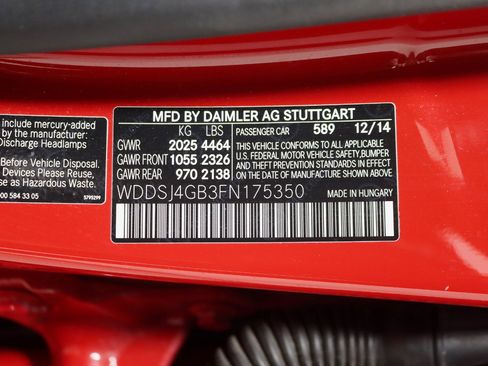 include mercury-added
Discharge Headlamps
Before Vehicle Disposal.
Devices Please Reuse,
se as Hazardous Waste.
00 584 33 05
5795299
MFD BY DAIMLER AG STUTTGART
KG LBS
PASSENGER CAR 589 12/14
GVWR 2025 4464
GAWR FRONT 1055 2326
GAWR REAR 970 2138
THIS VEHICLE CONFORMS TO ALL APPLICABLE
U.S. FEDERAL MOTOR VEHICLE SAFETY,
BUMPER, AND THEFT PREVENTION STANDARDS IN EFFECT
ON THE DATE OF MANUFACTURE SHOWN ABOVE
WDDSJ4GB3FN175350
MADE IN HUNGARY